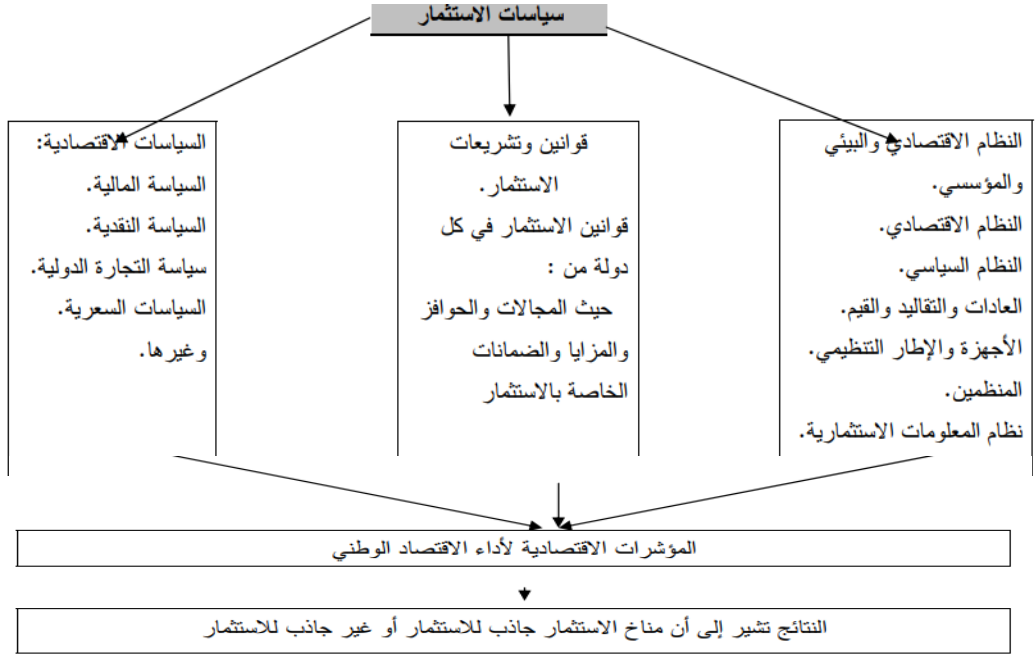 سياسات الاستثمار
النظام الاقتصادي والبيئي
والمؤسسي.
النظام الاقتصادي.
النظام السياسي.
العادات والتقاليد والقيم.
الأجهزة والإطار التنظيمي.
المنظمين.
نظام المعلومات الاستثمارية.
قوانين وتشريعات
الاستثمار.
قوانين الاستثمار في كل
دولة من :
حيث المجالات والحوافز
والمزايا والضمانات
الخاصة بالاستثمار
السياسات الاقتصادية:
السياسة المالية.
السياسة النقدية.
سياسة التجارة الدولية.
السياسات السعرية.
وغيرها.
المؤشرات الاقتصادية لأداء الاقتصاد الوطني
النتائج تشير إلى أن مناخ الاستثمار جاذب للاستثمار أو غير جاذب للاستثمار